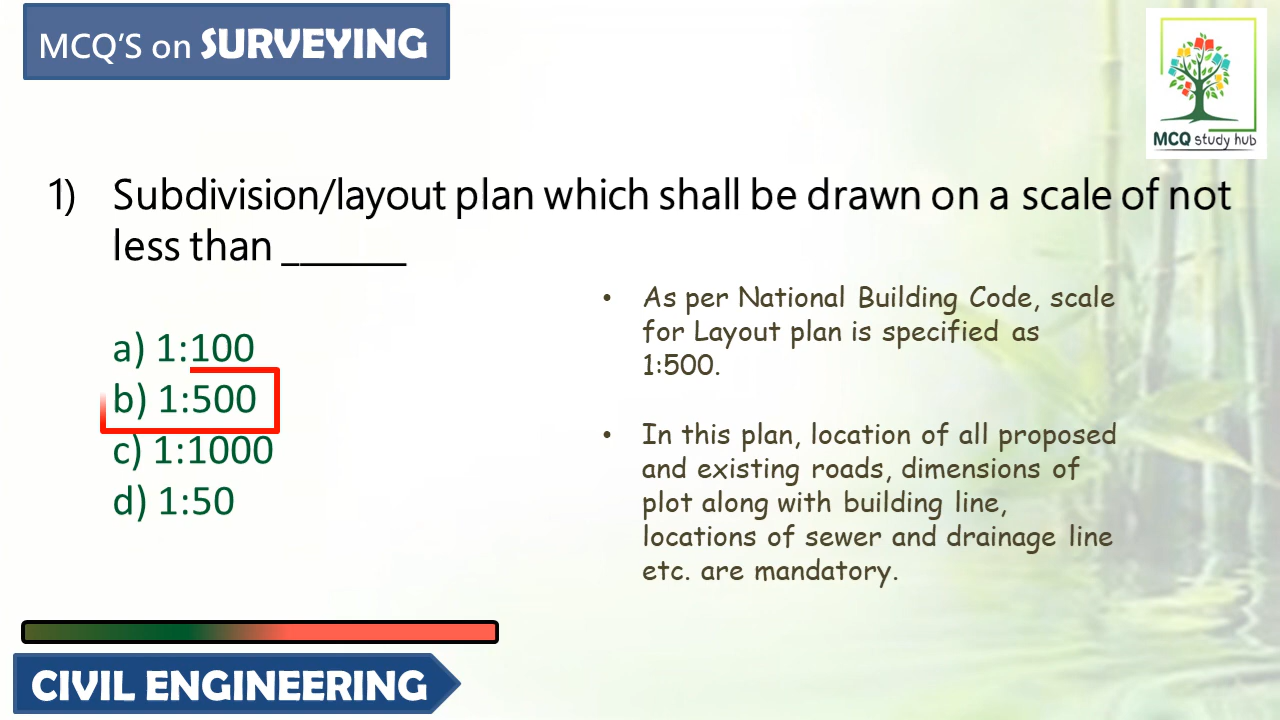 MCQ'S on SURVEYING
MCQ study hub
1) Subdivision/layout plan which shall be drawn on a scale of not
less than _______
a) 1:100
b) 1:500
c) 1:1000
d) 1:50
• As per National Building Code, scale
for Layout plan is specified as
1:500.
• In this plan, location of all proposed
and existing roads, dimensions of
plot along with building line,
locations of sewer and drainage line
etc. are mandatory.
CIVIL ENGINEERING